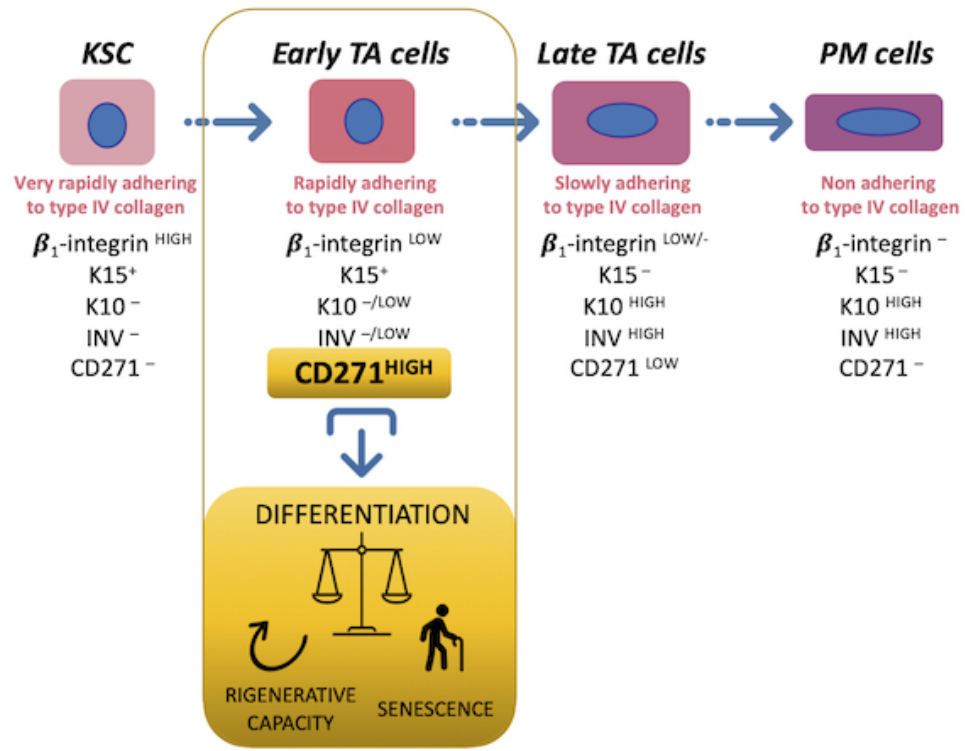 KSC
Very rapidly adhering
to type IV collagen
β₁-integrin HIGH
K15⁺
K10 ⁻
INV ⁻
CD271 ⁻
Early TA cells
Rapidly adhering
to type IV collagen
β₁-integrin LOW
K15⁺
K10 –/LOW
INV –/LOW
CD271HIGH
DIFFERENTIATION
RIGENERATIVE
CAPACITY
SENESCENCE
Late TA cells
Slowly adhering
to type IV collagen
β₁-integrin LOW/-
K15 ⁻
K10 HIGH
INV HIGH
CD271 LOW
PM cells
Non adhering
to type IV collagen
β₁-integrin ⁻
K15 ⁻
K10 HIGH
INV HIGH
CD271 ⁻